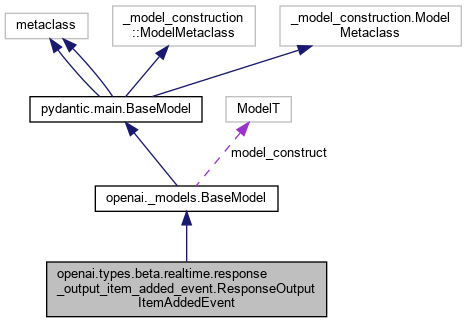 metaclass
_model_construction
::ModelMetaclass
_model_construction.Model
Metaclass
pydantic.main.BaseModel
ModelT
model_construct
openai._models.BaseModel
openai.types.beta.realtime.response
_output_item_added_event.ResponseOutput
ItemAddedEvent